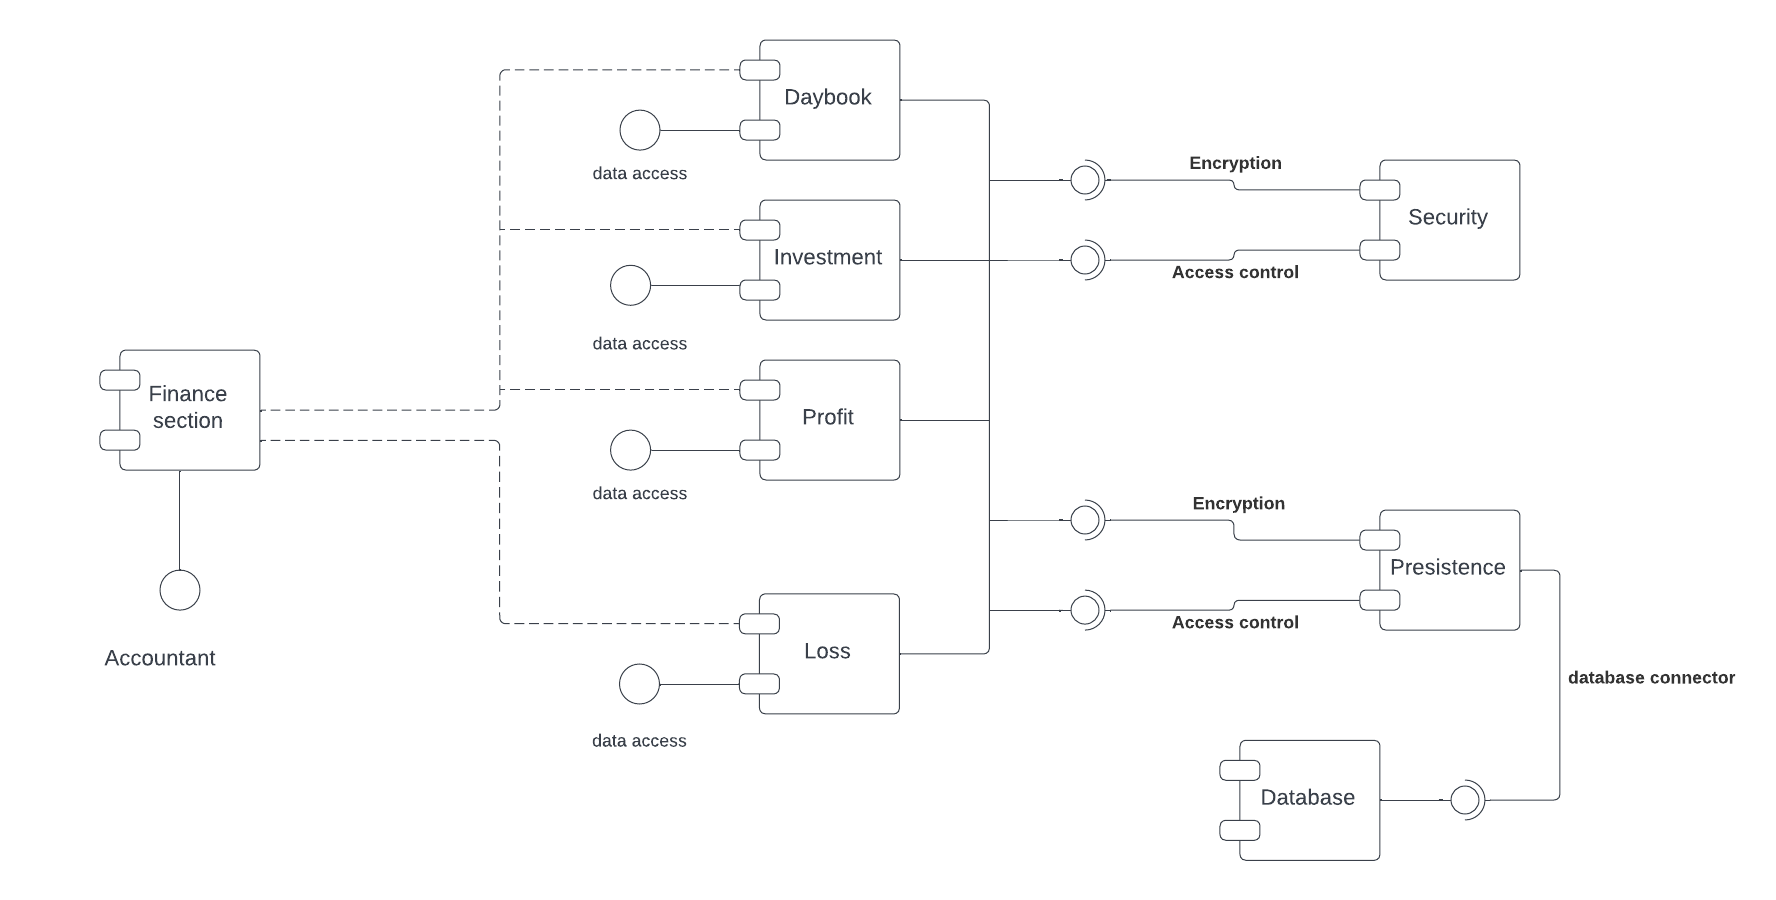 Daybook
data access
Encryption
Security
Investment
Access control
data access
Finance
section
Profit
data access
Encryption
Presistence
Access control
Accountant
Loss
database connector
data access
Database